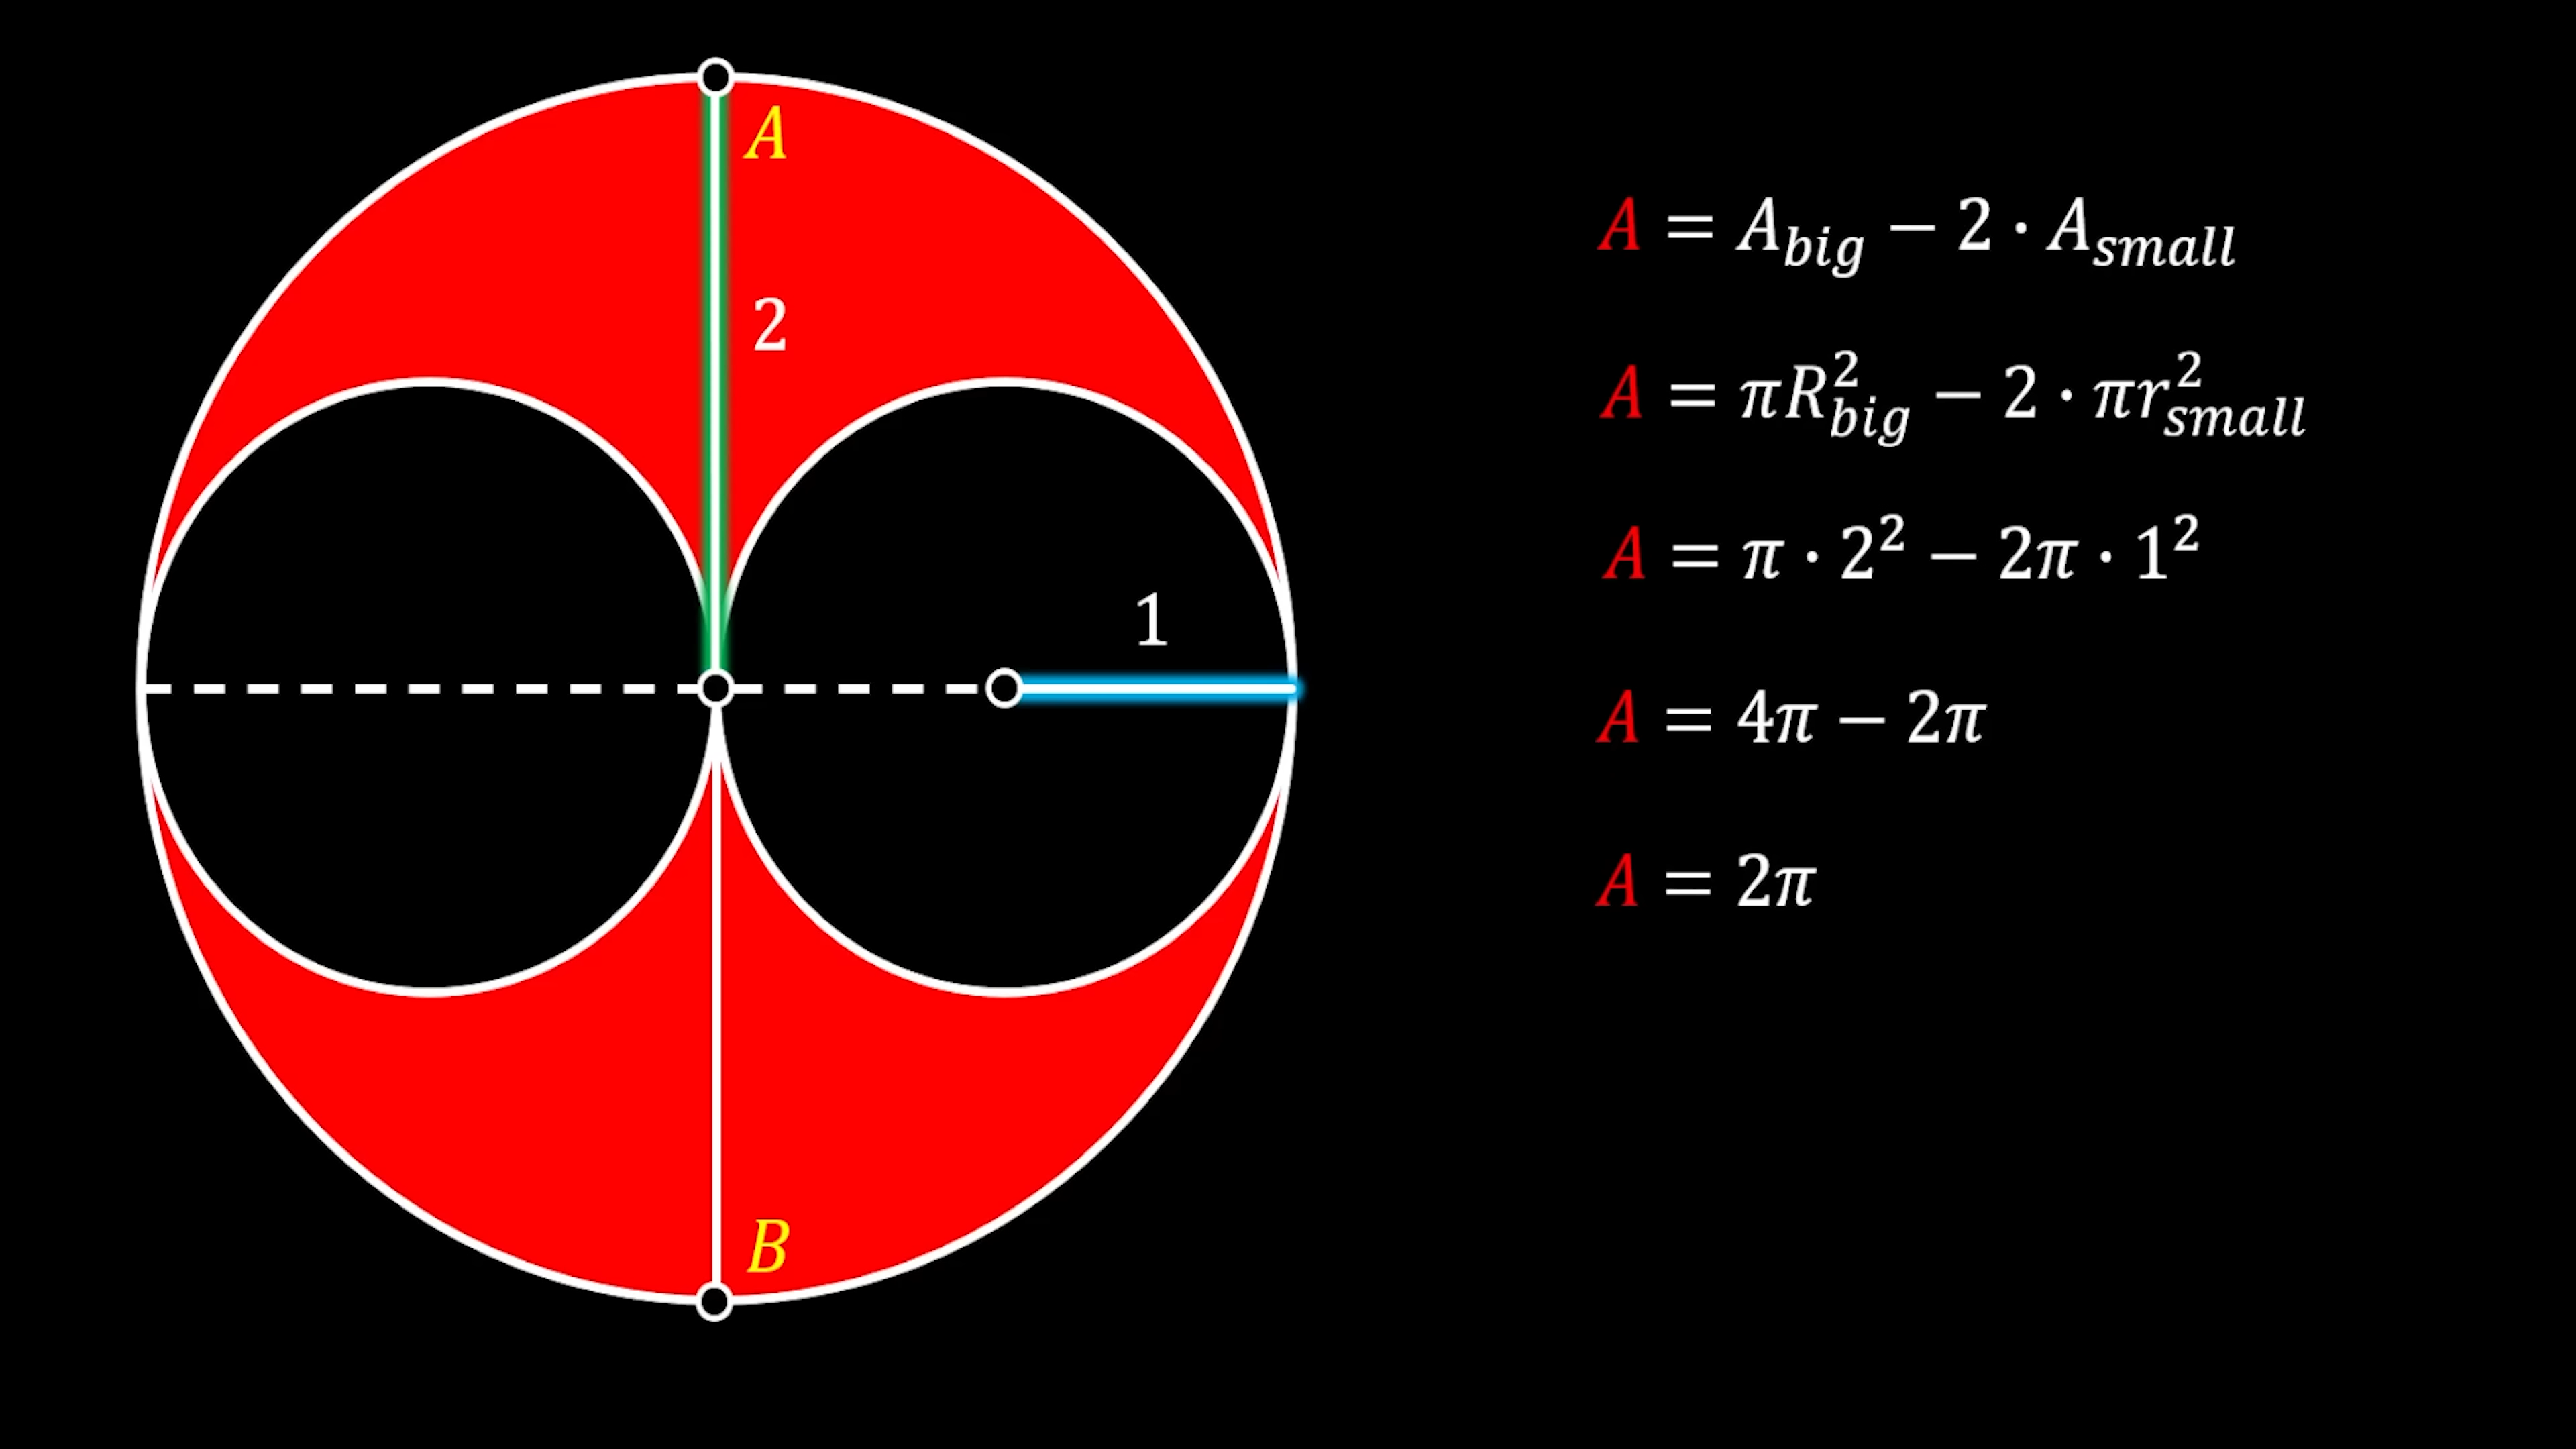 A
2
1
B
A = A_big − 2 · A_small
A = πR²_big − 2 · πr²_small
A = π · 2² − 2π · 1²
A = 4π − 2π
A = 2π